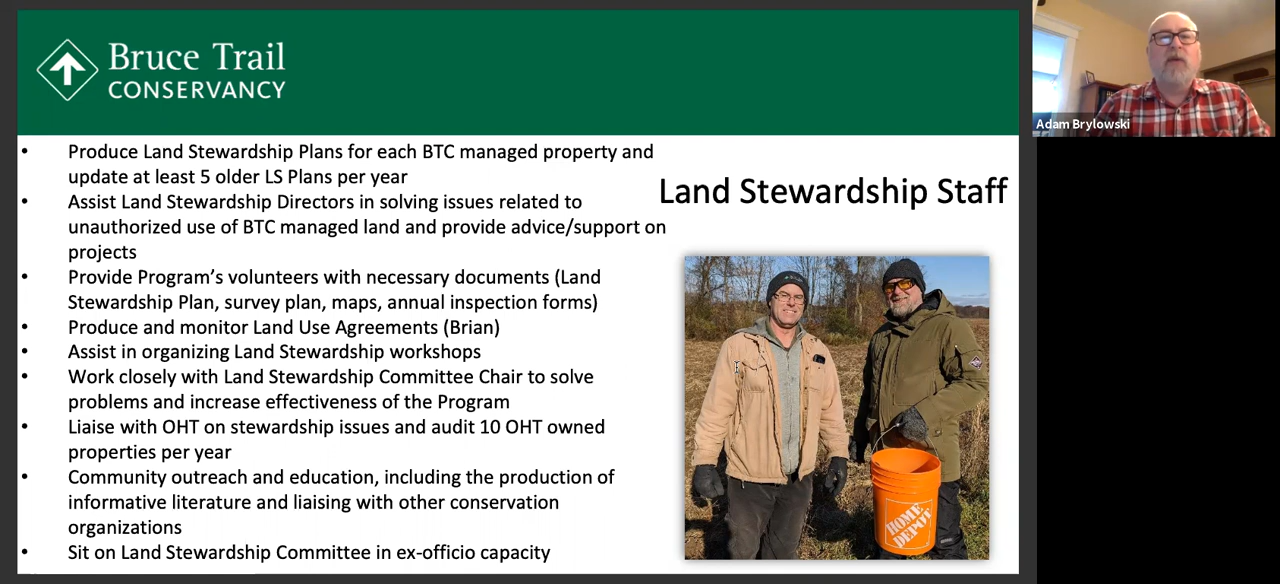 Bruce Trail
CONSERVANCY
Adam Brylowski
Land Stewardship Staff
• Produce Land Stewardship Plans for each BTC managed property and
update at least 5 older LS Plans per year
• Assist Land Stewardship Directors in solving issues related to
unauthorized use of BTC managed land and provide advice/support on
projects
• Provide Program’s volunteers with necessary documents (Land
Stewardship Plan, survey plan, maps, annual inspection forms)
• Produce and monitor Land Use Agreements (Brian)
• Assist in organizing Land Stewardship workshops
• Work closely with Land Stewardship Committee Chair to solve
problems and increase effectiveness of the Program
• Liaise with OHT on stewardship issues and audit 10 OHT owned
properties per year
• Community outreach and education, including the production of
informative literature and liaising with other conservation
organizations
• Sit on Land Stewardship Committee in ex-officio capacity
HOME
DEPOT